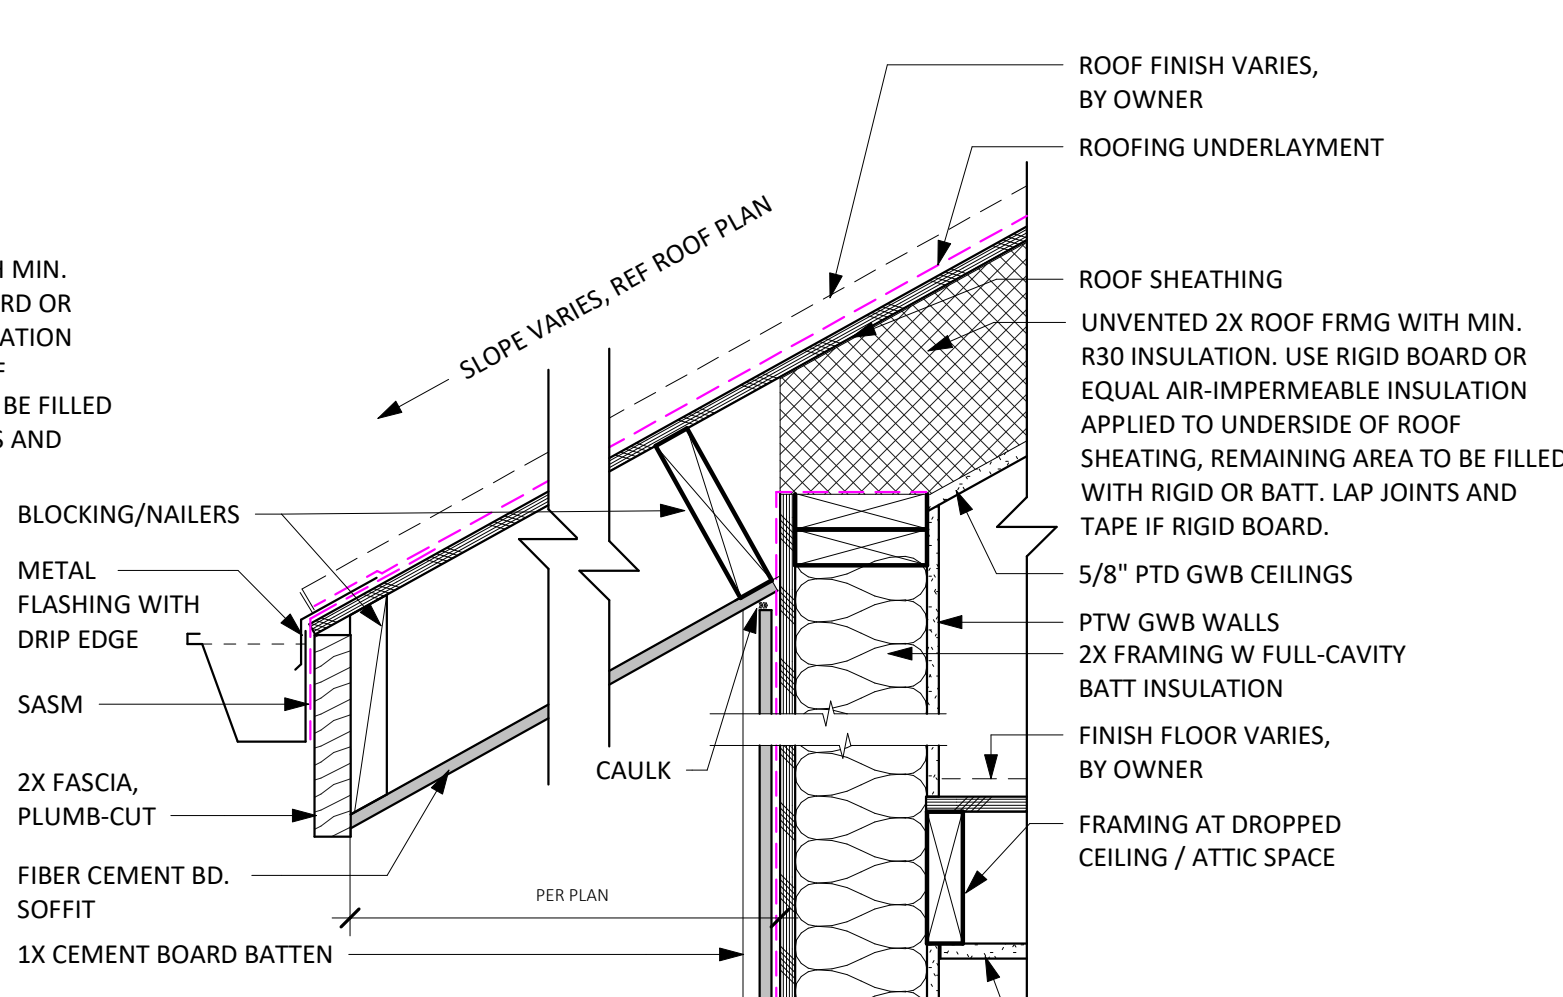 ROOF FINISH VARIES,
BY OWNER
ROOFING UNDERLAYMENT
SLOPE VARIES, REF ROOF PLAN
H MIN.
ARD OR
ATION
BE FILLED
S AND
ROOF SHEATHING
UNVENTED 2X ROOF FRMG WITH MIN.
R30 INSULATION. USE RIGID BOARD OR
EQUAL AIR-IMPERMEABLE INSULATION
APPLIED TO UNDERSIDE OF ROOF
SHEATING, REMAINING AREA TO BE FILLED
WITH RIGID OR BATT. LAP JOINTS AND
TAPE IF RIGID BOARD.
BLOCKING/NAILERS
METAL
FLASHING WITH
DRIP EDGE
SASM
2X FASCIA,
PLUMB-CUT
FIBER CEMENT BD.
SOFFIT
1X CEMENT BOARD BATTEN
CAULK
PER PLAN
5/8" PTD GWB CEILINGS
PTW GWB WALLS
2X FRAMING W FULL-CAVITY
BATT INSULATION
FINISH FLOOR VARIES,
BY OWNER
FRAMING AT DROPPED
CEILING / ATTIC SPACE